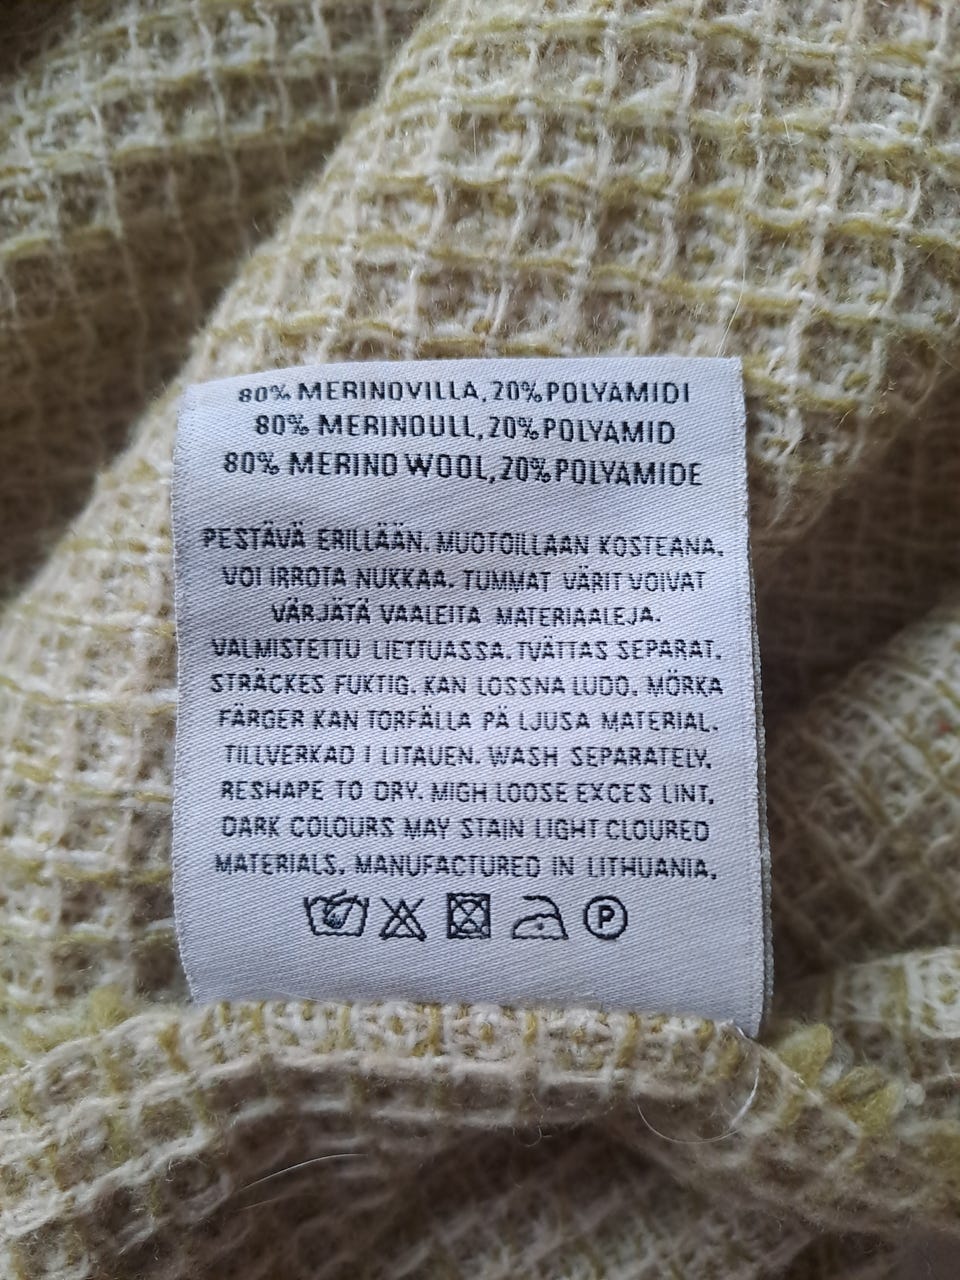 80% MERINOVILLA, 20% POLYAMIDI
80% MERINOULL, 20% POLYAMID
80% MERINO WOOL, 20% POLYAMIDE
PESTÄVÄ ERILLÄÄN. MUOTOILLAAN KOSTEANA.
VOI IRROTA NUKKAA. TUMMAT VÄRIT VOIVAT
VÄRJÄTÄ VAALEITA MATERIAALEJA.
VALMISTETTU LIETTUASSA. TVÄTTAS SEPARAT.
STRÄCKES FUKTIG. KAN LOSSNA LUDO. MÖRKA
FÄRGER KAN TORFÄLLA PÅ LJUSA MATERIAL.
TILLVERKAD I LITAUEN. WASH SEPARATELY.
RESHAPE TO DRY. MIGH LOOSE EXCES LINT.
DARK COLOURS MAY STAIN LIGHT CLOURED
MATERIALS. MANUFACTURED IN LITHUANIA.
P